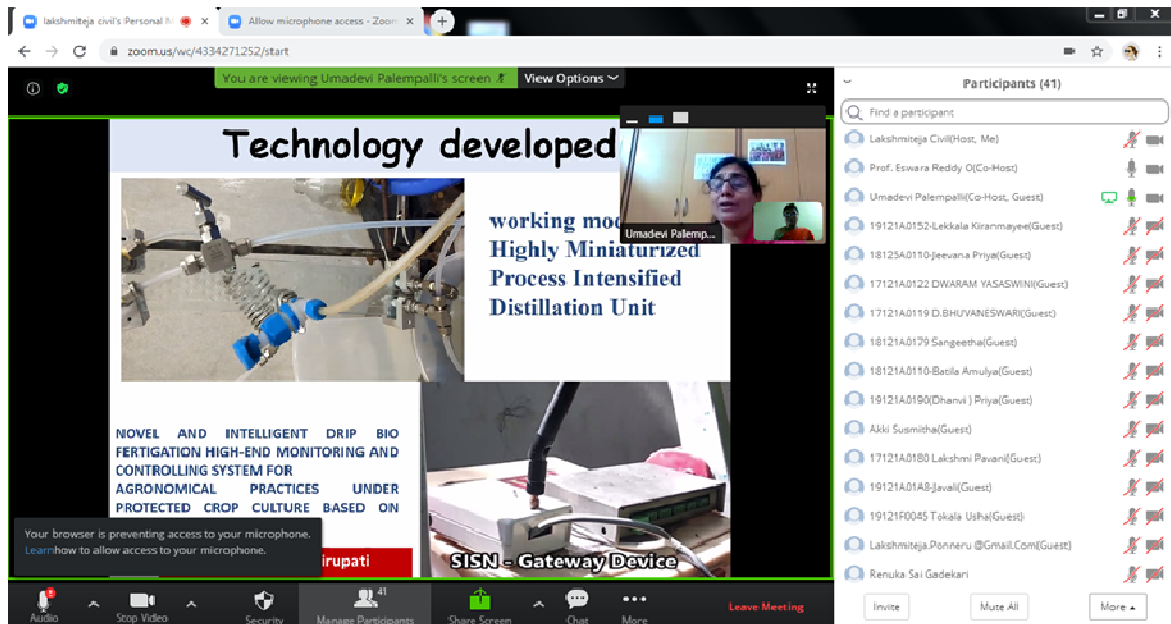 lakshmiteja civil's Personal M
Allow microphone access - Zoom
zoom.us/wc/4334271252/start
You are viewing Umadevi Palempalli's screen
View Options
Technology developed
working mod
Highly Miniaturized
Process Intensified
Distillation Unit
Umadevi Palemp...
NOVEL AND INTELLIGENT DRIP BIO
FERTIGATION HIGH-END MONITORING AND
CONTROLLING SYSTEM FOR
AGRONOMICAL PRACTICES UNDER
PROTECTED CROP CULTURE BASED ON
Your browser is preventing access to your microphone.
Learnhow to allow access to your microphone.
irupati
SISN - Gateway Device
Audio
Stop Video
Security
41
Manage Participants
Share Screen
Chat
More
Leave Meeting
Participants (41)
Find a participant
Lakshmiteja Civil(Host, Me)
Prof. Eswara Reddy O(Co-Host)
Umadevi Palempalli(Co-Host, Guest)
19121A0152-Lekkala Kiranmayee(Guest)
18125A0110-Jeevana Priya(Guest)
17121A0122 DWARAM YASASWINI(Guest)
17121A0119 D.BHUVANESWARI(Guest)
18121A0179 Sangeetha(Guest)
18121A0110-Batila Amulya(Guest)
19121A0190(Dhanvi ) Priya(Guest)
Akki Susmitha(Guest)
17121A0180 Lakshmi Pavani(Guest)
19121A01A8-Javali(Guest)
19121F0045 Tokala Usha(Guest)
Lakshmiteja.Ponneru @Gmail.Com(Guest)
Renuka Sai Gadekari
Invite
Mute All
More